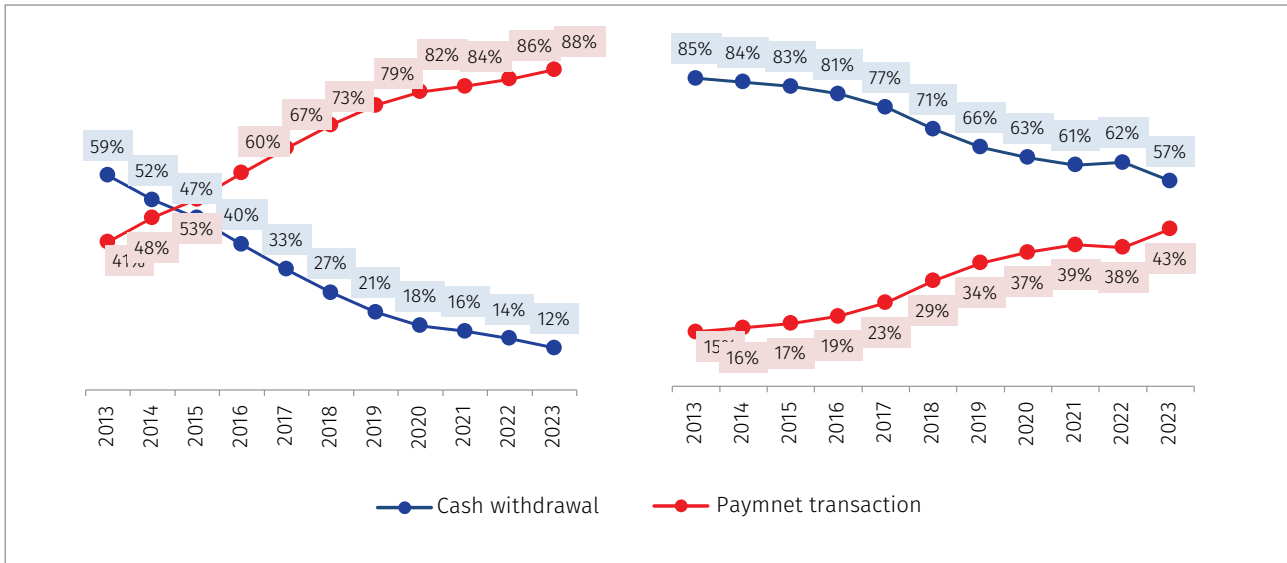 59% 52% 47% 40% 33% 27% 21% 18% 16% 14% 12%
41% 48% 53% 60% 67% 73% 79% 82% 84% 86% 88%
2013 2014 2015 2016 2017 2018 2019 2020 2021 2022 2023
85% 84% 83% 81% 77% 71% 66% 63% 61% 62% 57%
15% 16% 17% 19% 23% 29% 34% 37% 39% 38% 43%
2013 2014 2015 2016 2017 2018 2019 2020 2021 2022 2023
Cash withdrawal Paymnet transaction